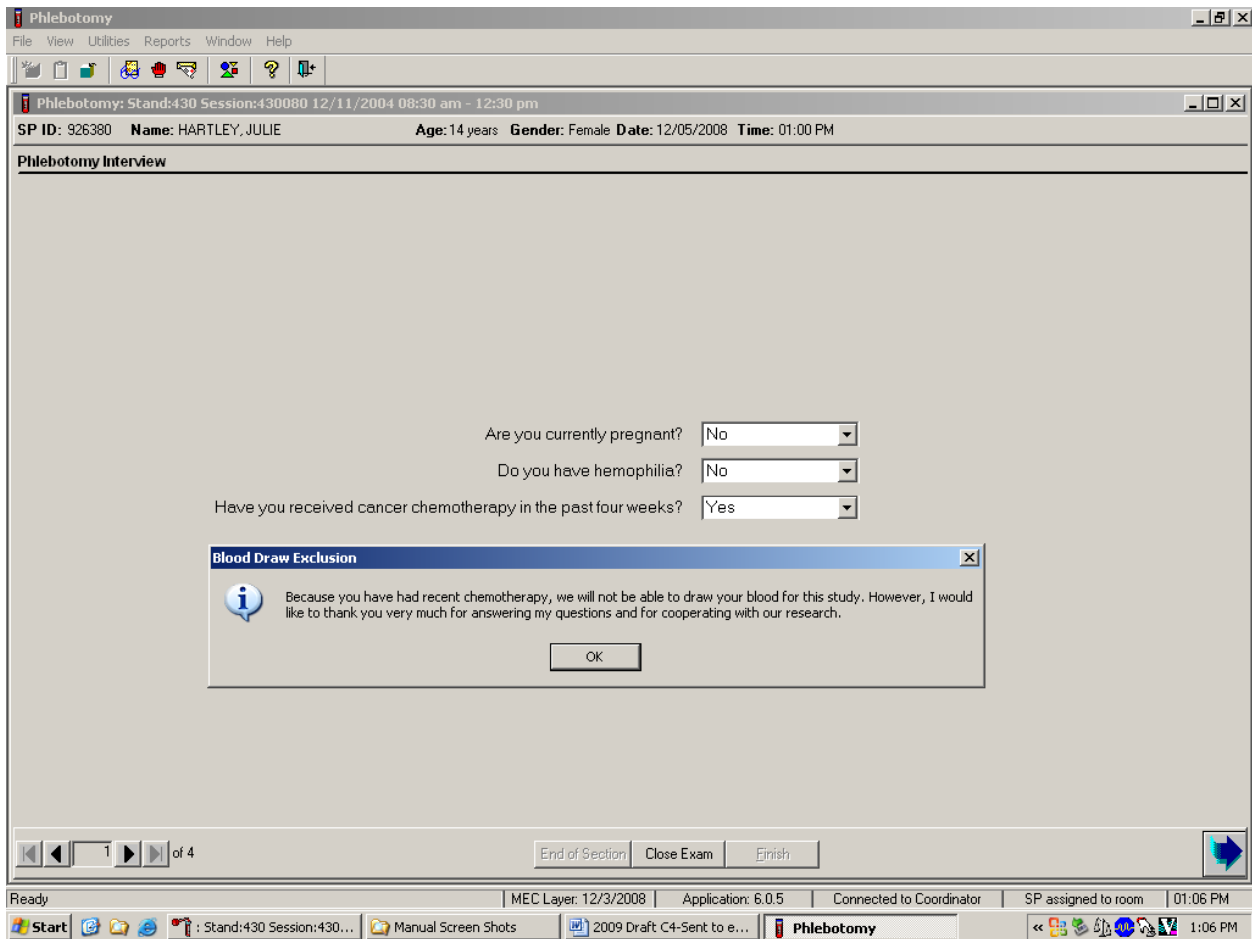 Phlebotomy
File View Utilities Reports Window Help
Phlebotomy: Stand:430 Session:430080 12/11/2004 08:30 am - 12:30 pm
SP ID: 926380 Name: HARTLEY, JULIE Age: 14 years Gender: Female Date: 12/05/2008 Time: 01:00 PM
Phlebotomy Interview
Are you currently pregnant? No
Do you have hemophilia? No
Have you received cancer chemotherapy in the past four weeks? Yes
Blood Draw Exclusion
Because you have had recent chemotherapy, we will not be able to draw your blood for this study. However, I would
like to thank you very much for answering my questions and for cooperating with our research.
OK
1 of 4 End of Section Close Exam Finish
Ready MEC Layer: 12/3/2008 Application: 6.0.5 Connected to Coordinator SP assigned to room 01:06 PM
Start : Stand:430 Session:430... Manual Screen Shots 2009 Draft C4-Sent to e... Phlebotomy « 1:06 PM